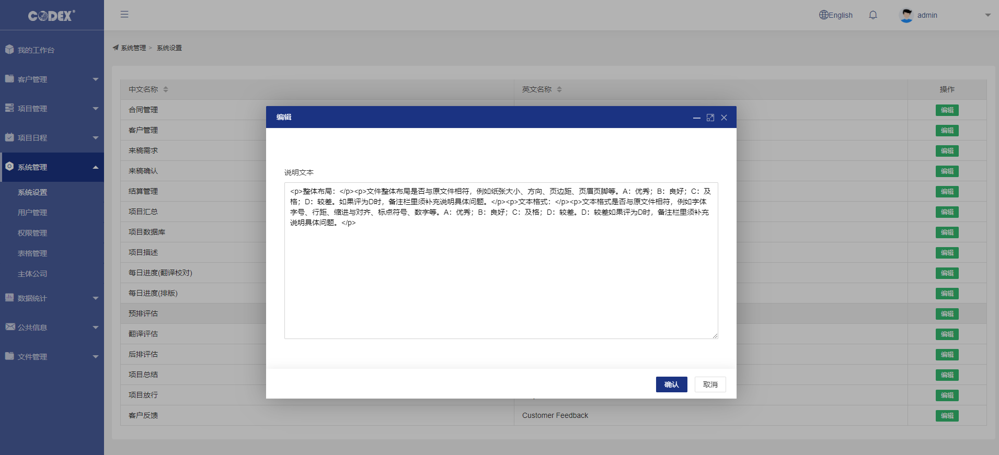 CODEX
English
admin
系统管理 > 系统设置
我的工作台
客户管理
项目管理
项目日程
系统管理
系统设置
用户管理
权限管理
表格管理
主体公司
数据统计
公共信息
文件管理
中文名称
英文名称
操作
合同管理
编辑
客户管理
编辑
来稿需求
编辑
来稿确认
编辑
结算管理
编辑
项目汇总
编辑
项目数据库
编辑
项目描述
编辑
每日进度(翻译校对)
编辑
每日进度(排版)
编辑
预排评估
编辑
翻译评估
编辑
后排评估
编辑
项目总结
编辑
项目放行
编辑
客户反馈
Customer Feedback
编辑
编辑
说明文本
<p>整体布局：</p><p>文件整体布局是否与原文件相符，例如纸张大小、方向、页边距、页眉页脚等。A：优秀；B：良好；C：及
格；D：较差。如果评为D时，备注栏里须补充说明具体问题。</p><p>文本格式：</p><p>文本格式是否与原文件相符，例如字体
字号、行距、缩进与对齐、标点符号、数字等。A：优秀；B：良好；C：及格；D：较差。D：较差如果评为D时，备注栏里须补充
说明具体问题。</p>
确认
取消